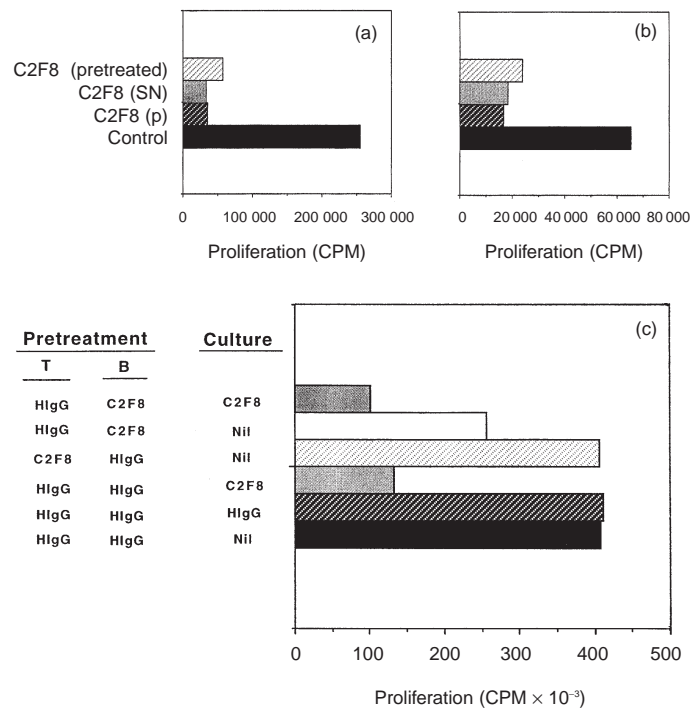 (a)
(b)
C2F8 (pretreated)
C2F8 (SN)
C2F8 (p)
Control
0 100 000 200 000 300 000
0 20 000 40 000 60 000 80 000
Proliferation (CPM)
Proliferation (CPM)
(c)
Pretreatment Culture
T B
HIgG C2F8 C2F8
HIgG C2F8 Nil
C2F8 HIgG Nil
HIgG HIgG C2F8
HIgG HIgG HIgG
HIgG HIgG Nil
0 100 200 300 400 500
Proliferation (CPM × 10⁻³)